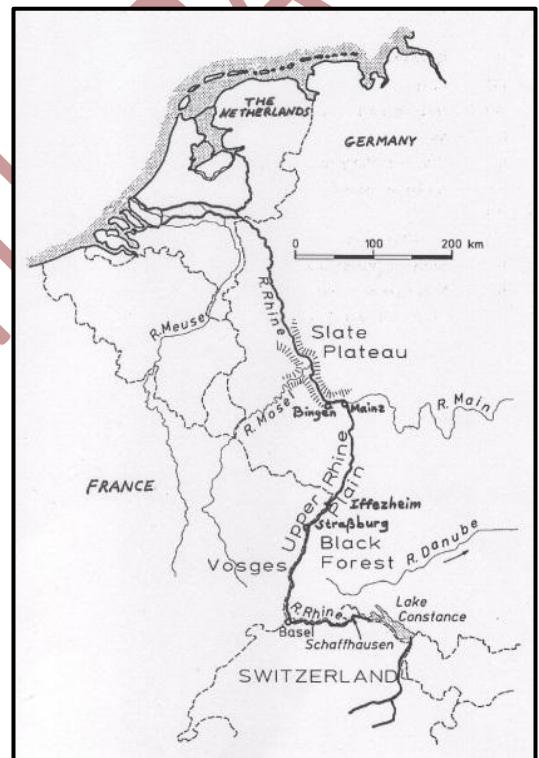 THE
NETHERLANDS
GERMANY
0 100 200 km
R. Meuse
R. Rhine
Slate
Plateau
R. Mosel
Bingen
Mainz
R. Main
FRANCE
Upper Rhine
Plain
Iffezheim
Straßburg
Black
Forest
Vosges
R. Danube
R. Rhine
Lake
Constance
Basel
Schaffhausen
SWITZERLAND